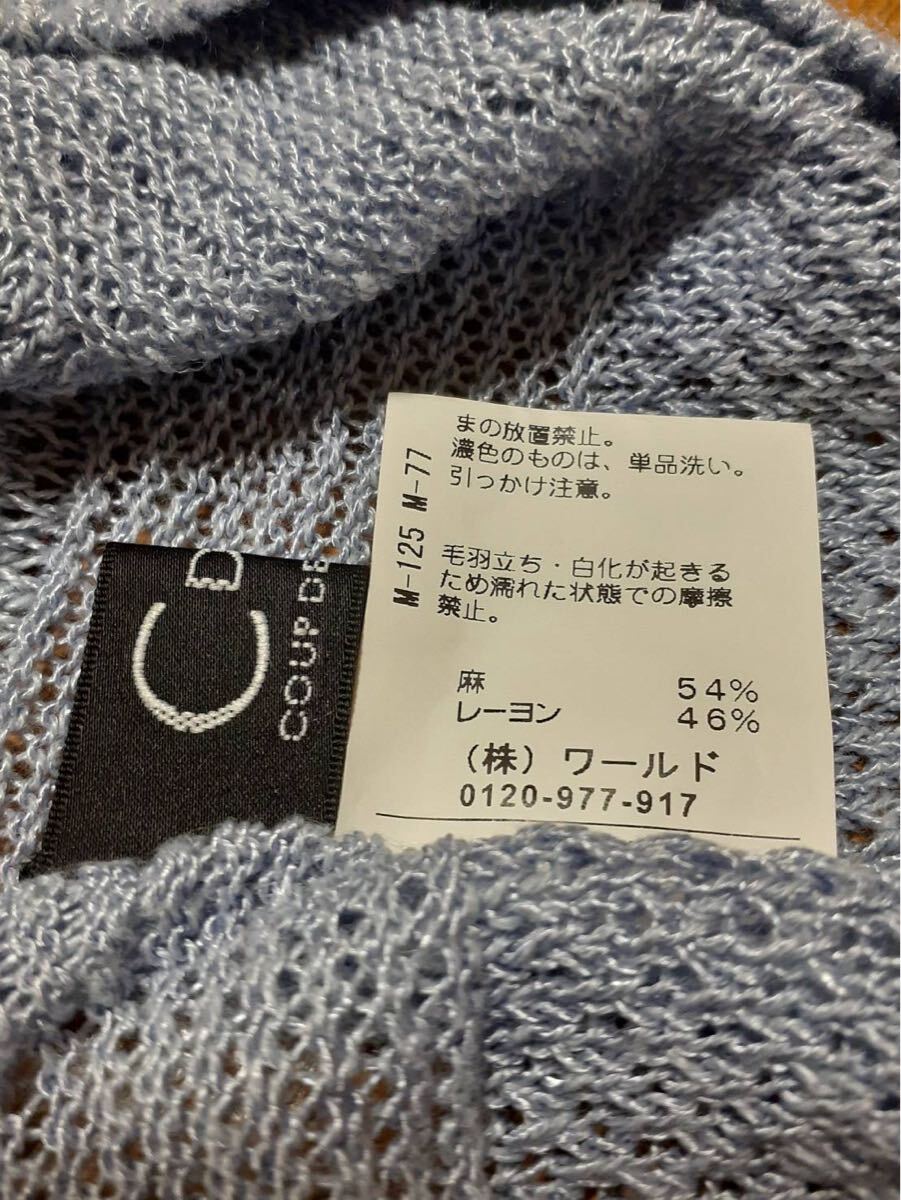 まの放置禁止。
濃色のものは、単品洗い。
引っかけ注意。
M-125 M-77
毛羽立ち・白化が起きる
ため濡れた状態での摩擦
禁止。
麻 54%
レーヨン 46%
(株)ワールド
0120-977-917
C D
COUP DE